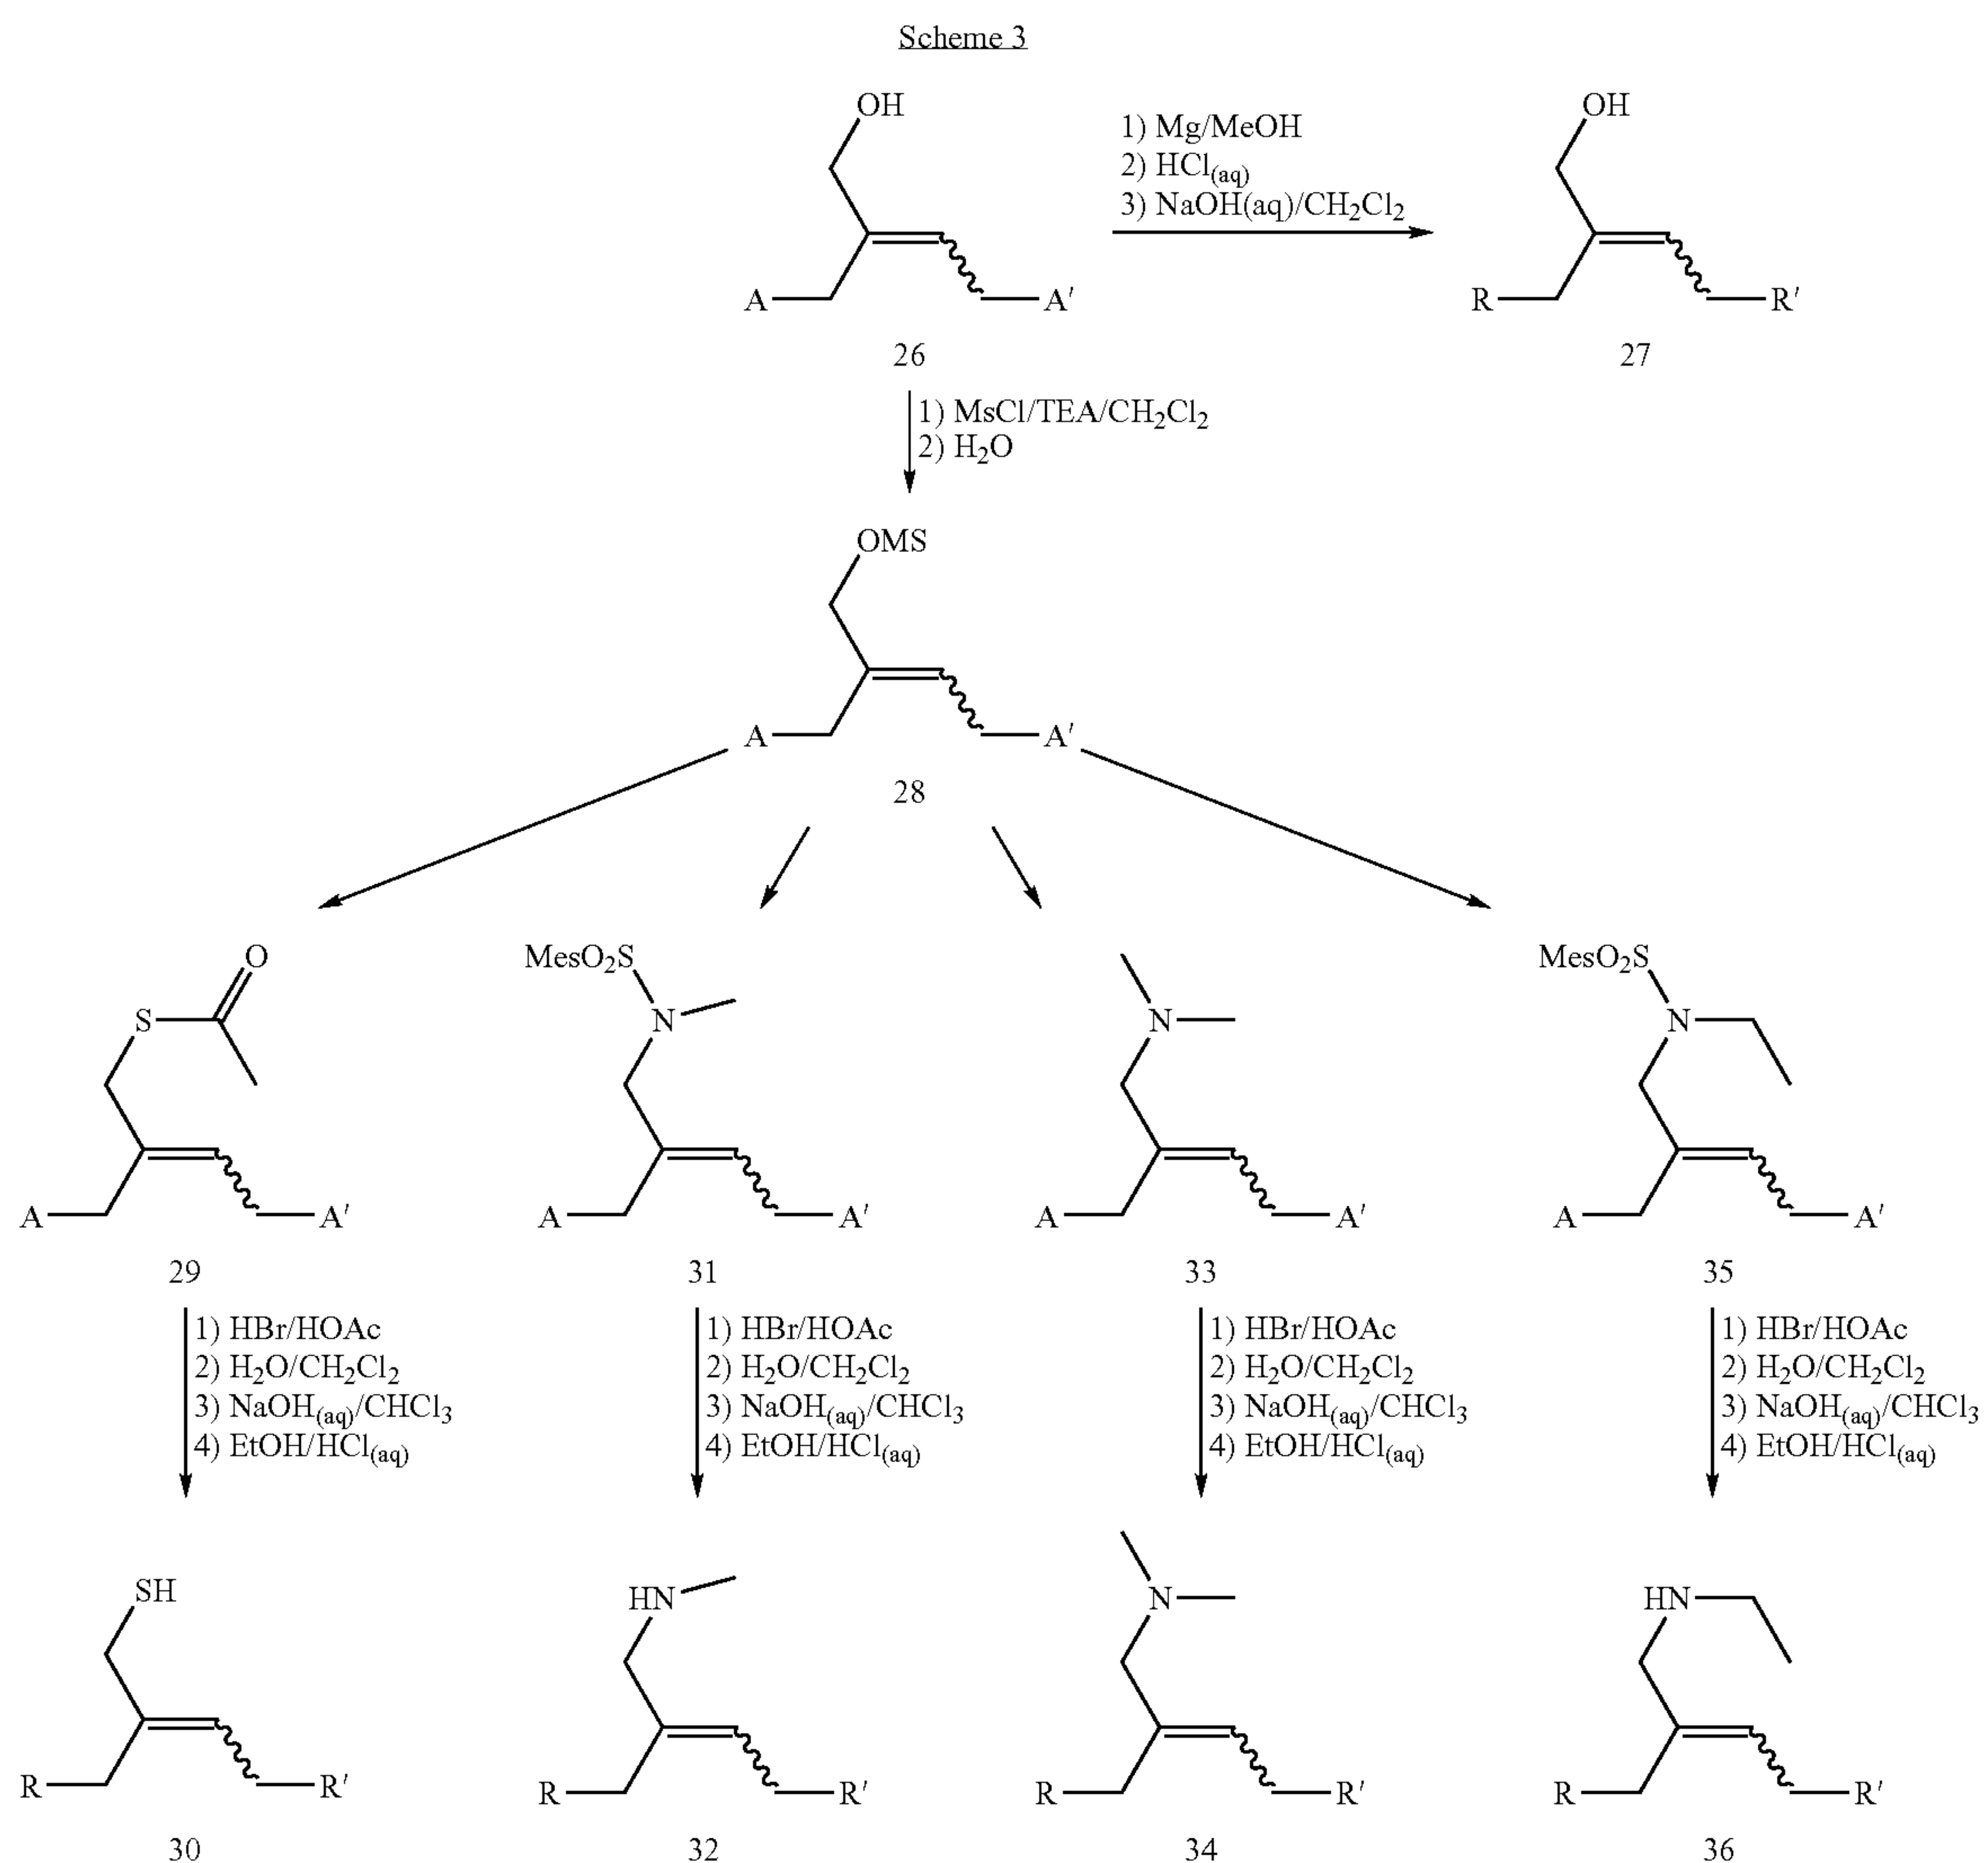 Scheme 3
OH
OH
1) Mg/MeOH
2) HCl(aq)
3) NaOH(aq)/CH2Cl2
A A′
R R′
26
27
1) MsCl/TEA/CH2Cl2
2) H2O
OMS
A A′
28
O
MesO2S
MesO2S
S
N
N
N
A A′
A A′
A A′
A A′
29
31
33
35
1) HBr/HOAc
2) H2O/CH2Cl2
3) NaOH(aq)/CHCl3
4) EtOH/HCl(aq)
1) HBr/HOAc
2) H2O/CH2Cl2
3) NaOH(aq)/CHCl3
4) EtOH/HCl(aq)
1) HBr/HOAc
2) H2O/CH2Cl2
3) NaOH(aq)/CHCl3
4) EtOH/HCl(aq)
1) HBr/HOAc
2) H2O/CH2Cl2
3) NaOH(aq)/CHCl3
4) EtOH/HCl(aq)
SH
HN
N
HN
R R′
R R′
R R′
R R′
30
32
34
36